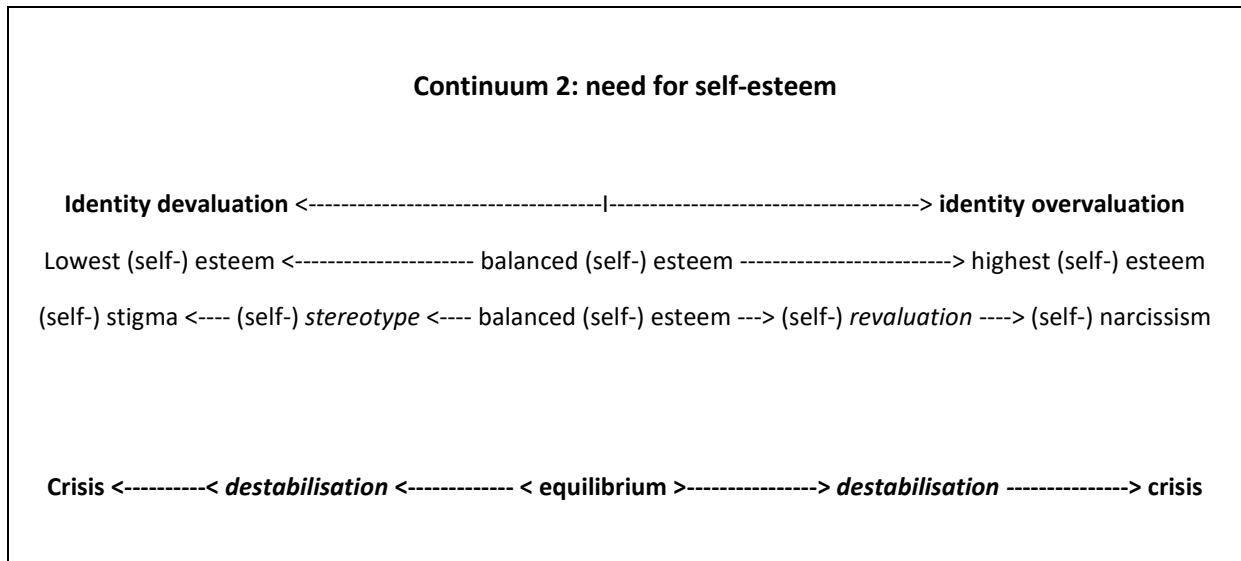 Continuum 2: need for self-esteem
Identity devaluation <-------------------------------------I--------------------------------------> identity overvaluation
Lowest (self-) esteem <---------------------- balanced (self-) esteem --------------------------> highest (self-) esteem
(self-) stigma <---- (self-) stereotype <---- balanced (self-) esteem ---> (self-) revaluation ----> (self-) narcissism
Crisis <----------< destabilisation <------------- < equilibrium >----------------> destabilisation ---------------> crisis